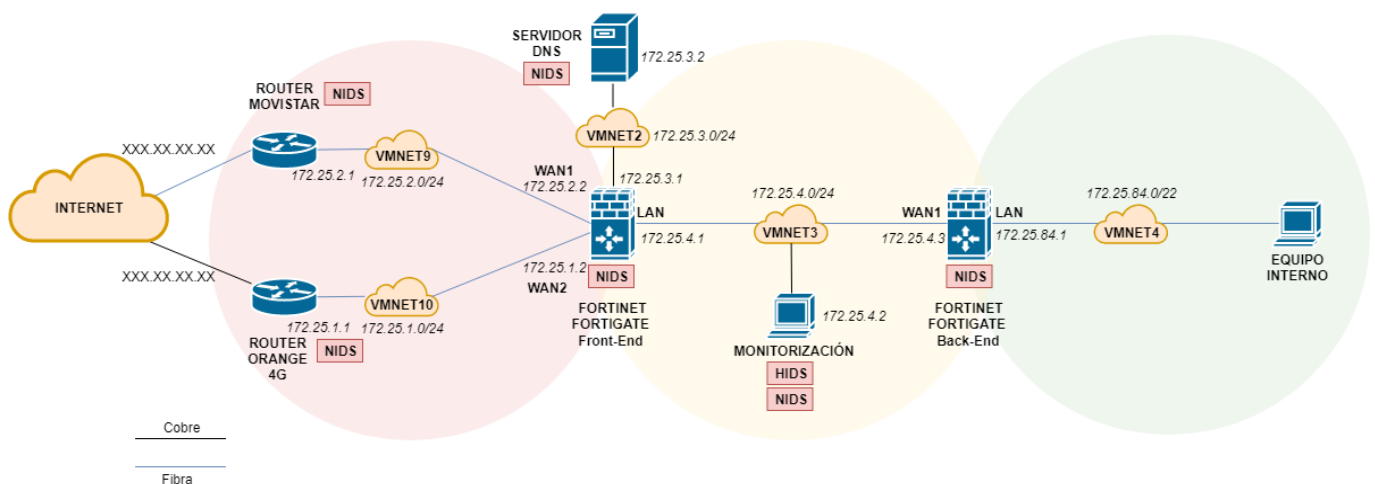 SERVIDOR
DNS
NIDS
172.25.3.2
ROUTER
MOVISTAR
NIDS
XXX.XX.XX.XX
172.25.2.1
VMNET9
172.25.2.0/24
VMNET2
172.25.3.0/24
INTERNET
WAN1
172.25.2.2
172.25.3.1
LAN
172.25.4.1
172.25.4.0/24
VMNET3
WAN1
172.25.4.3
LAN
172.25.84.1
172.25.84.0/22
VMNET4
EQUIPO
INTERNO
XXX.XX.XX.XX
172.25.1.1
VMNET10
172.25.1.0/24
172.25.1.2
WAN2
NIDS
FORTINET
FORTIGATE
Front-End
ROUTER
ORANGE
4G
NIDS
172.25.4.2
MONITORIZACIÓN
HIDS
NIDS
NIDS
FORTINET
FORTIGATE
Back-End
Cobre
Fibra